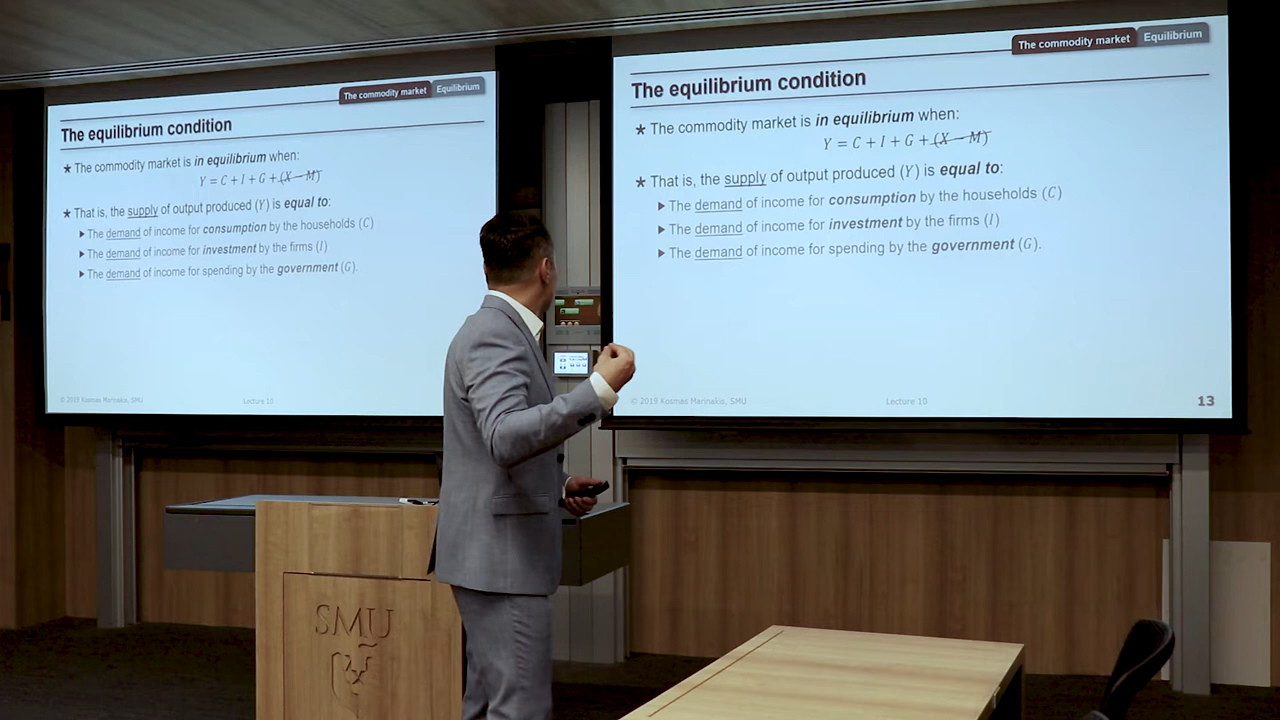 The commodity market Equilibrium
The equilibrium condition
* The commodity market is in equilibrium when:
Y = C + I + G + (X − M)
* That is, the supply of output produced (Y) is equal to:
▶ The demand of income for consumption by the households (C)
▶ The demand of income for investment by the firms (I)
▶ The demand of income for spending by the government (G).
© 2019 Kosmas Marinakis, SMU Lecture 10
The commodity market Equilibrium
The equilibrium condition
* The commodity market is in equilibrium when:
Y = C + I + G + (X − M)
* That is, the supply of output produced (Y) is equal to:
▶ The demand of income for consumption by the households (C)
▶ The demand of income for investment by the firms (I)
▶ The demand of income for spending by the government (G).
© 2019 Kosmas Marinakis, SMU Lecture 10 13
SMU